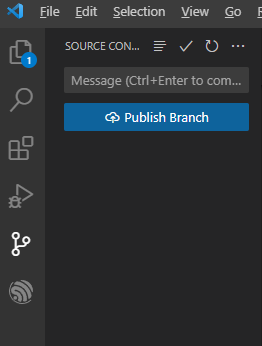 File Edit Selection View Go
SOURCE CON...
1
Message (Ctrl+Enter to com...
Publish Branch